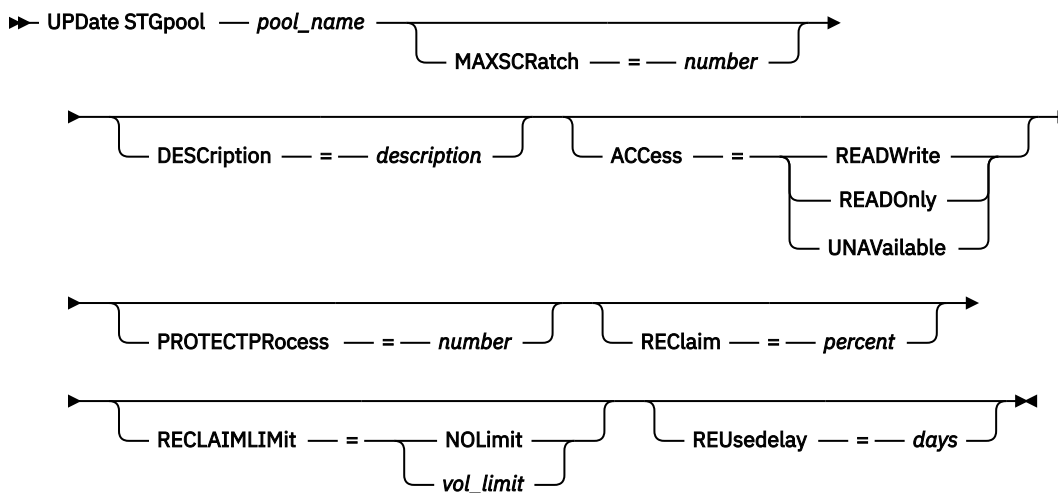 UPDate STGpool pool_name
MAXSCRatch = number
DESCription = description ACCess = READWrite
READOnly
UNAVailable
PROTECTPRocess = number REClaim = percent
RECLAIMLIMit = NOLimit REUsedelay = days
vol_limit